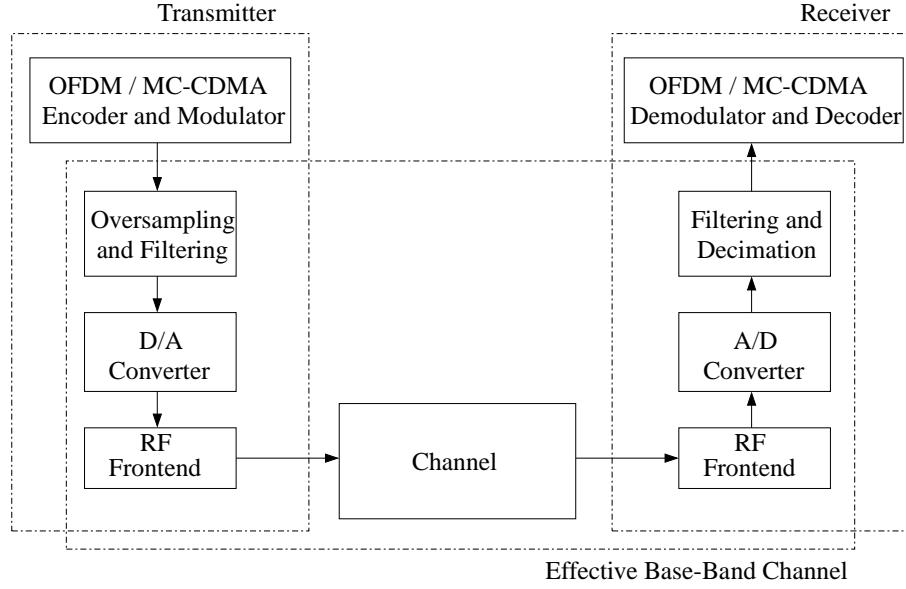 Transmitter
Receiver
OFDM / MC-CDMA
Encoder and Modulator
OFDM / MC-CDMA
Demodulator and Decoder
Oversampling
and Filtering
Filtering and
Decimation
D/A
Converter
A/D
Converter
RF
Frontend
Channel
RF
Frontend
Effective Base-Band Channel